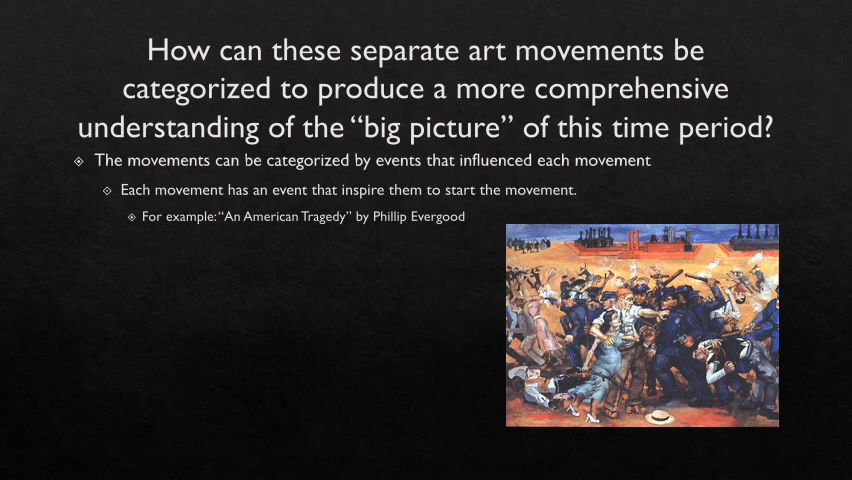 How can these separate art movements be
categorized to produce a more comprehensive
understanding of the “big picture” of this time period?
The movements can be categorized by events that influenced each movement
Each movement has an event that inspire them to start the movement.
For example: “An American Tragedy” by Phillip Evergood